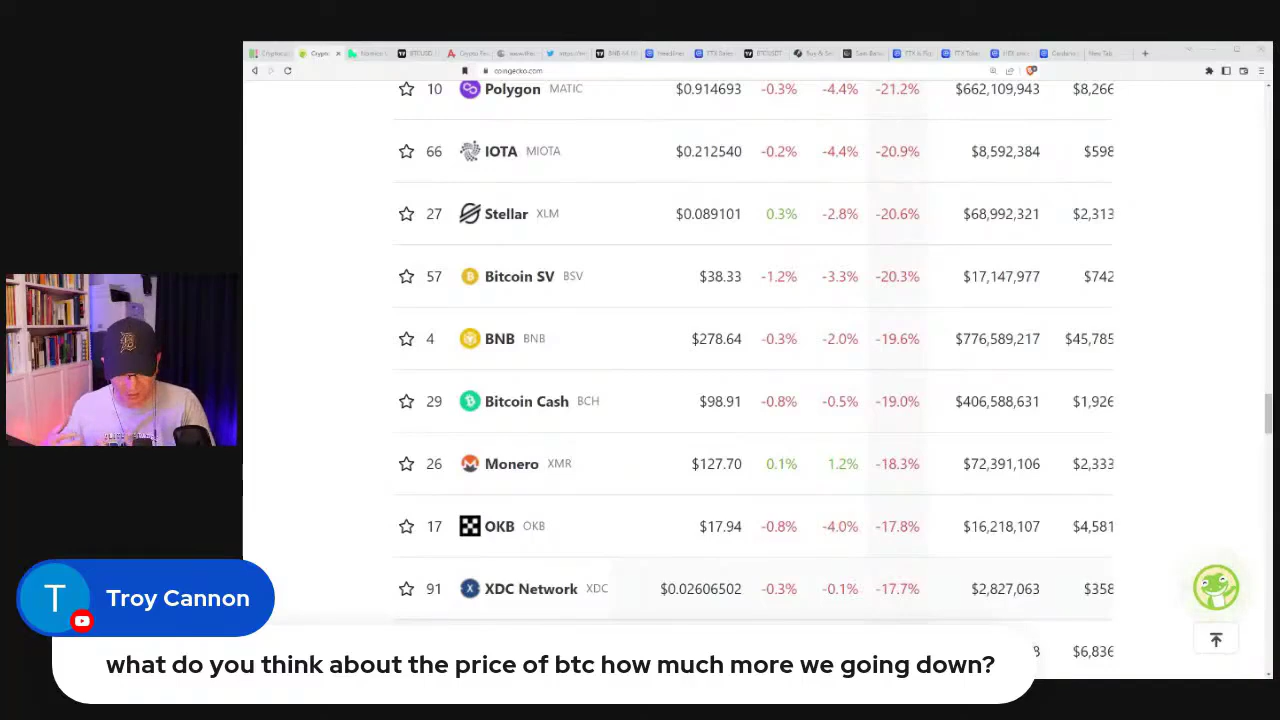 coingecko.com
10 Polygon MATIC $0.914693 -0.3% -4.4% -21.2% $662,109,943 $8,266
66 IOTA MIOTA $0.212540 -0.2% -4.4% -20.9% $8,592,384 $598
27 Stellar XLM $0.089101 0.3% -2.8% -20.6% $68,992,321 $2,313
57 Bitcoin SV BSV $38.33 -1.2% -3.3% -20.3% $17,147,977 $742
4 BNB BNB $278.64 -0.3% -2.0% -19.6% $776,589,217 $45,785
29 Bitcoin Cash BCH $98.91 -0.8% -0.5% -19.0% $406,588,631 $1,926
26 Monero XMR $127.70 0.1% 1.2% -18.3% $72,391,106 $2,333
17 OKB OKB $17.94 -0.8% -4.0% -17.8% $16,218,107 $4,581
91 XDC Network XDC $0.02606502 -0.3% -0.1% -17.7% $2,827,063 $358
$6,836
T Troy Cannon
what do you think about the price of btc how much more we going down?